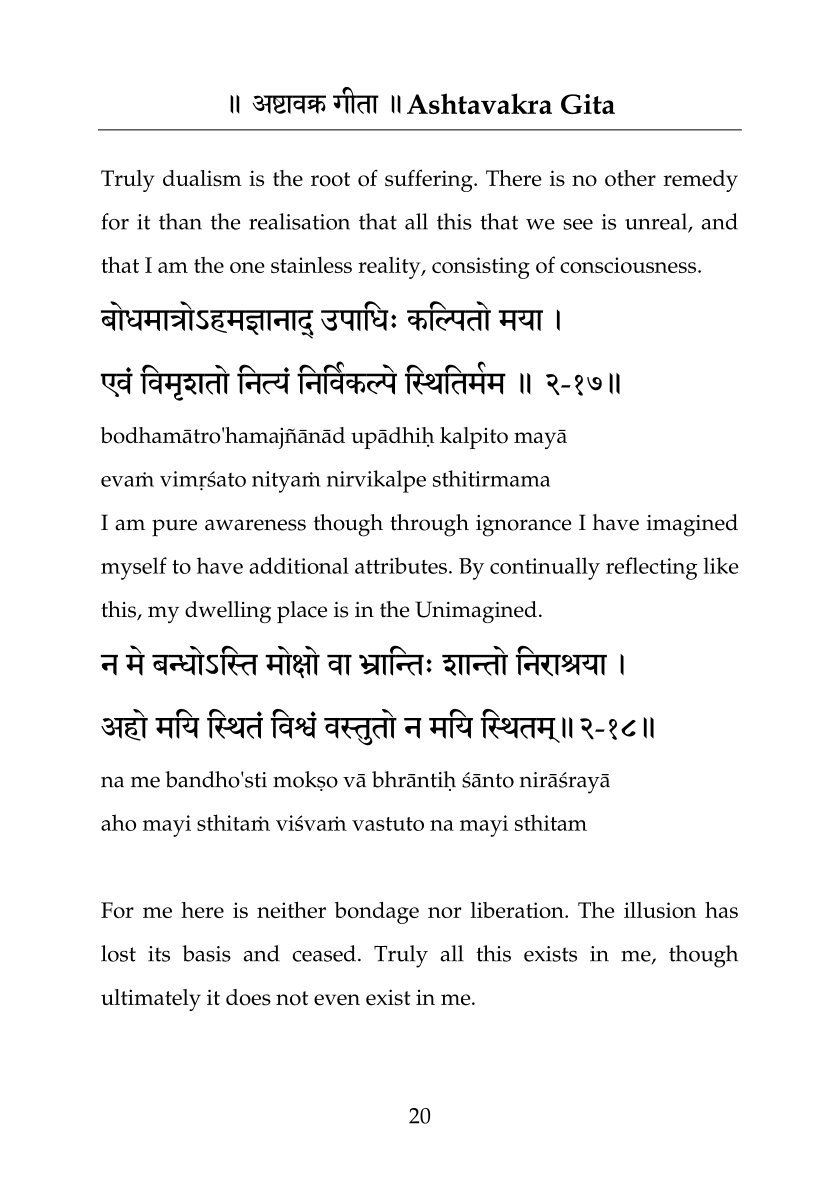 ॥ अष्टावक्र गीता ॥ Ashtavakra Gita
Truly dualism is the root of suffering. There is no other remedy
for it than the realisation that all this that we see is unreal, and
that I am the one stainless reality, consisting of consciousness.
बोधमात्रोऽहमज्ञानाद् उपाधिः कल्पितो मया ।
एवं विमृशतो नित्यं निर्विकल्पे स्थितिर्मम ॥ २-१७॥
bodhamātro'hamajñānād upādhiḥ kalpito mayā
evaṁ vimṛśato nityaṁ nirvikalpe sthitirmama
I am pure awareness though through ignorance I have imagined
myself to have additional attributes. By continually reflecting like
this, my dwelling place is in the Unimagined.
न मे बन्धोऽस्ति मोक्षो वा भ्रान्तिः शान्तो निराश्रया ।
अहो मयि स्थितं विश्वं वस्तुतो न मयि स्थितम्॥ २-१८॥
na me bandho'sti mokṣo vā bhrāntiḥ śānto nirāśrayā
aho mayi sthitaṁ viśvaṁ vastuto na mayi sthitam
For me here is neither bondage nor liberation. The illusion has
lost its basis and ceased. Truly all this exists in me, though
ultimately it does not even exist in me.
20